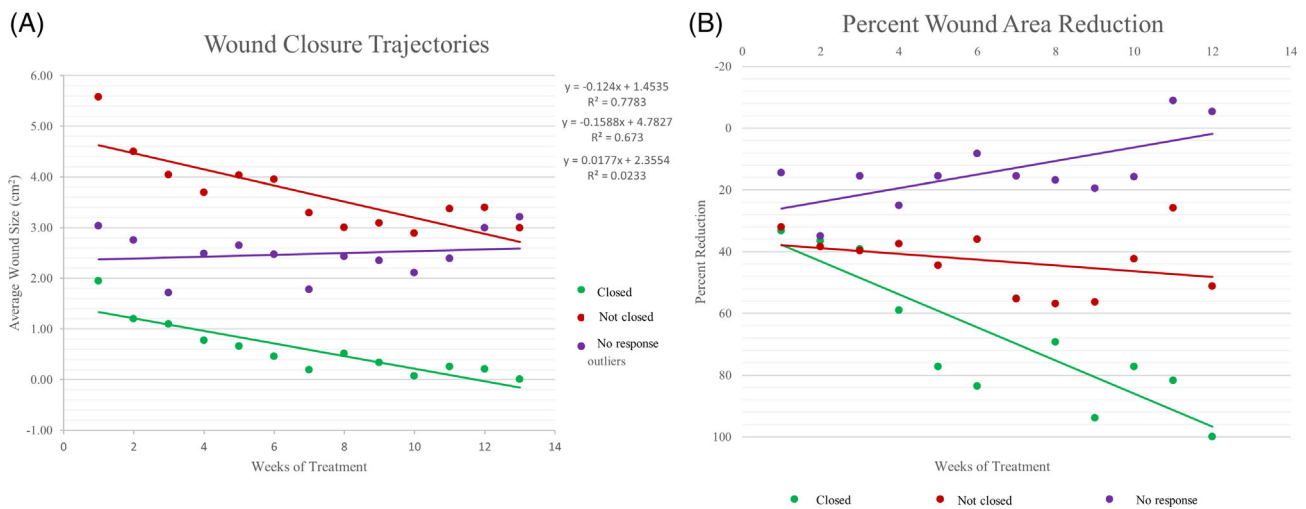 (A)
Wound Closure Trajectories
6.00
5.00
4.00
3.00
2.00
1.00
0.00
-1.00
Average Wound Size (cm²)
0 2 4 6 8 10 12 14
Weeks of Treatment
y = -0.124x + 1.4535
R² = 0.7783
y = -0.1588x + 4.7827
R² = 0.673
y = 0.0177x + 2.3554
R² = 0.0233
Closed
Not closed
No response
outliers
(B)
Percent Wound Area Reduction
0 2 4 6 8 10 12 14
-20
0
20
40
60
80
100
Percent Reduction
Weeks of Treatment
Closed Not closed No response